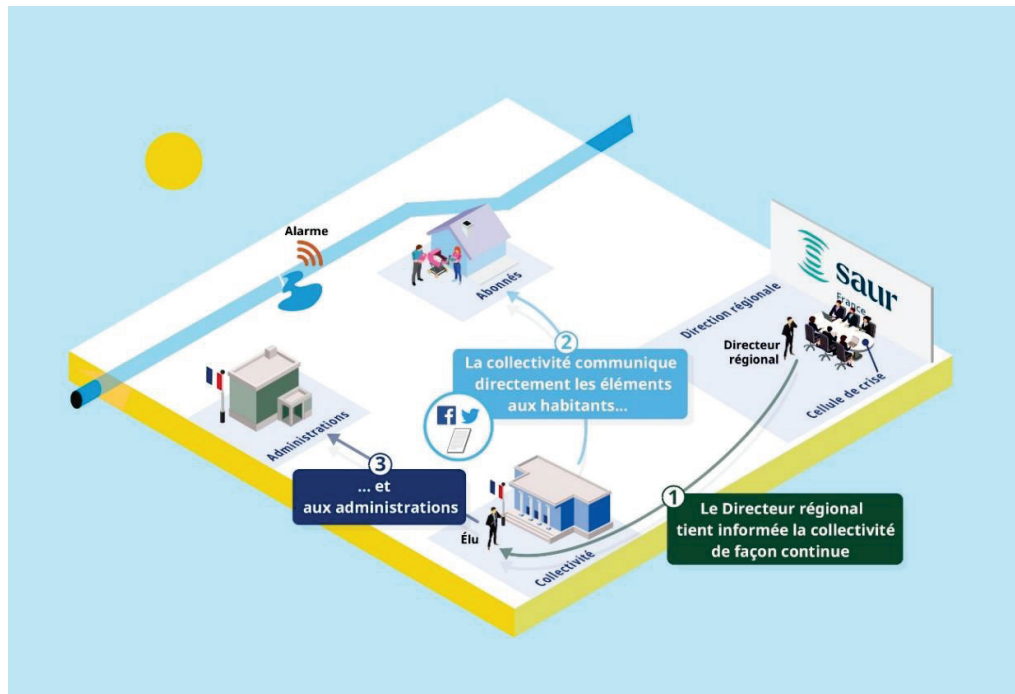 Alarme
Abonnés
saur
France
Direction régionale
Directeur
régional
Cellule de crise
2
La collectivité communique
directement les éléments
aux habitants...
Administrations
3
... et
aux administrations
1
Le Directeur régional
tient informée la collectivité
de façon continue
Élu
Collectivité